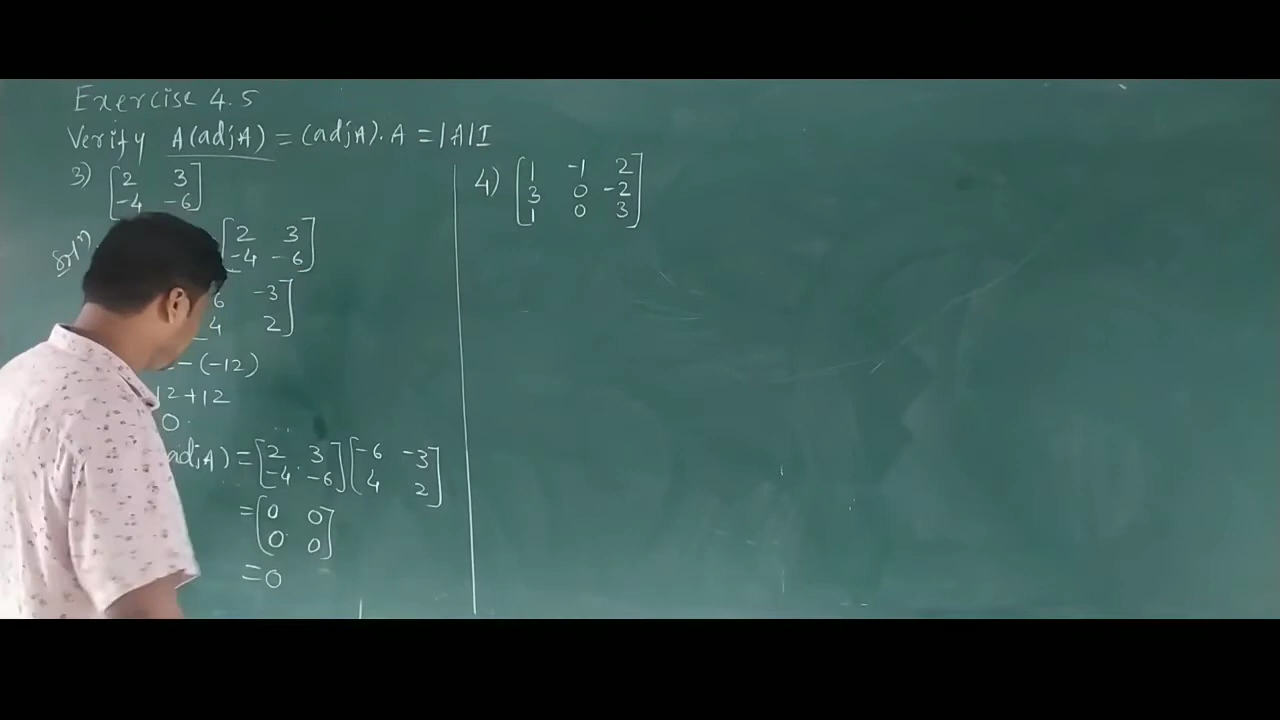 Exercise 4.5
Verify A(adjA) = (adjA). A = |A|I
3) [2 3
-4 -6]
Solⁿ.
[2 3
-4 -6]
6 -3]
4 2]
- (-12)
12+12
0.
adjA) = [2 3
-4 -6] [-6 -3
4 2]
= [0 0
0 0]
= 0
4) [1 -1 2
3 0 -2
1 0 3]